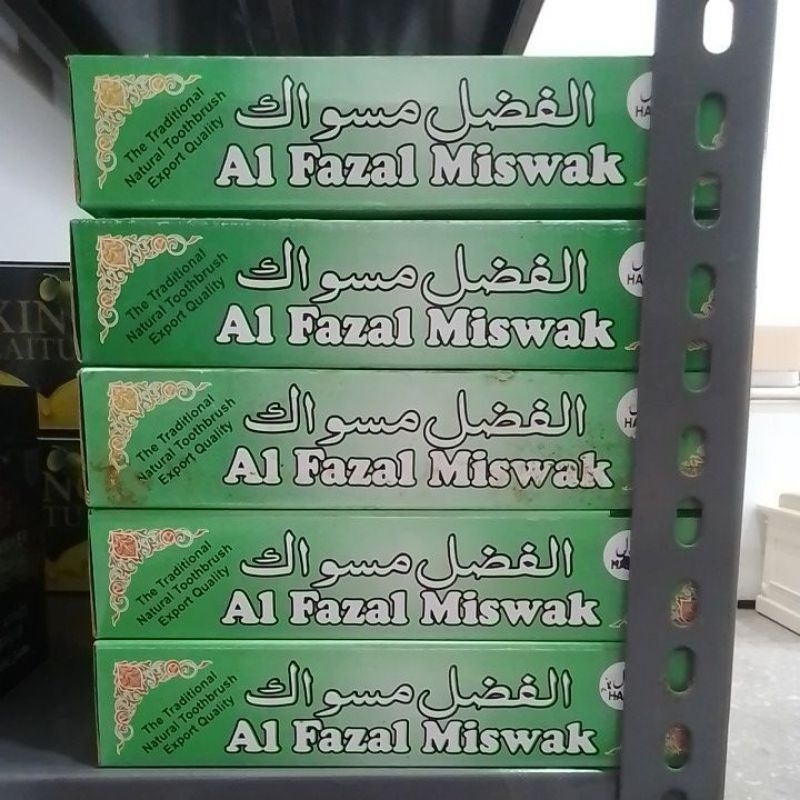 The Traditional
Natural Toothbrush
Export Quality
الفضل مسواك
Al Fazal Miswak
The Traditional
Natural Toothbrush
Export Quality
الفضل مسواك
Al Fazal Miswak
The Traditional
Natural Toothbrush
Export Quality
الفضل مسواك
Al Fazal Miswak
The Traditional
Natural Toothbrush
Export Quality
الفضل مسواك
Al Fazal Miswak
The Traditional
Natural Toothbrush
Export Quality
الفضل مسواك
Al Fazal Miswak